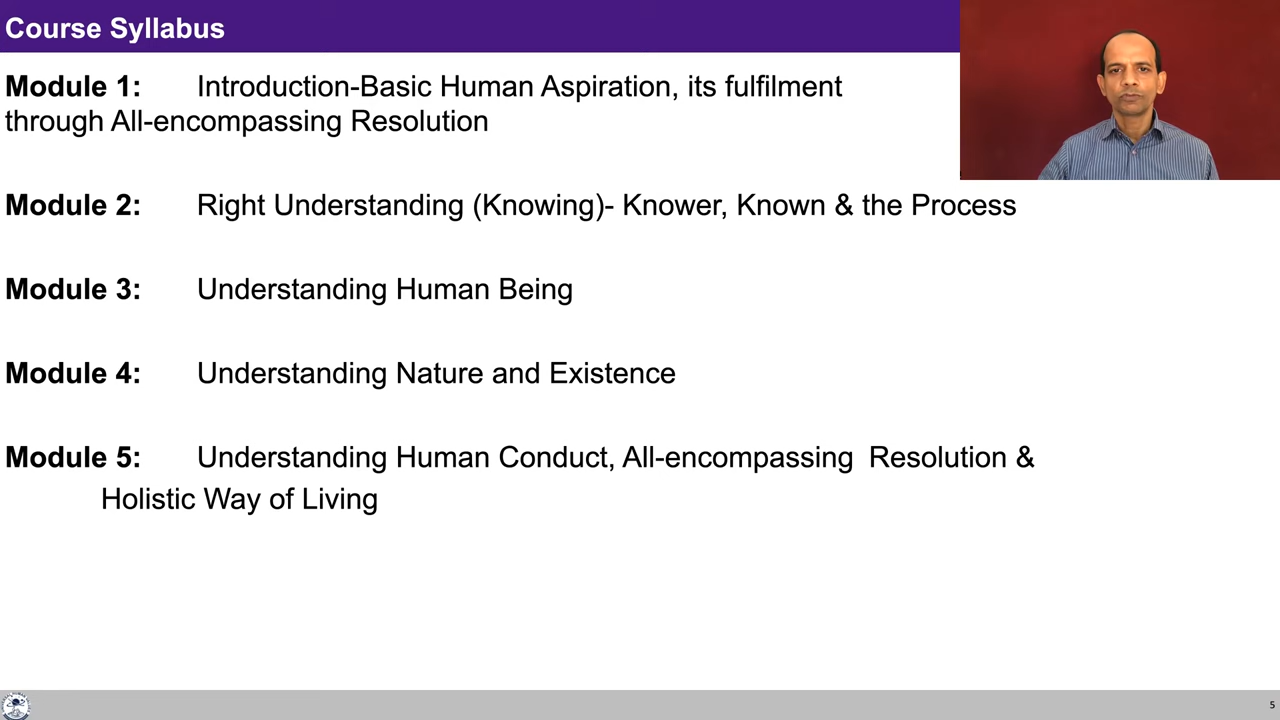 Course Syllabus
Module 1: Introduction-Basic Human Aspiration, its fulfilment
through All-encompassing Resolution
Module 2: Right Understanding (Knowing)- Knower, Known & the Process
Module 3: Understanding Human Being
Module 4: Understanding Nature and Existence
Module 5: Understanding Human Conduct, All-encompassing Resolution &
Holistic Way of Living
5